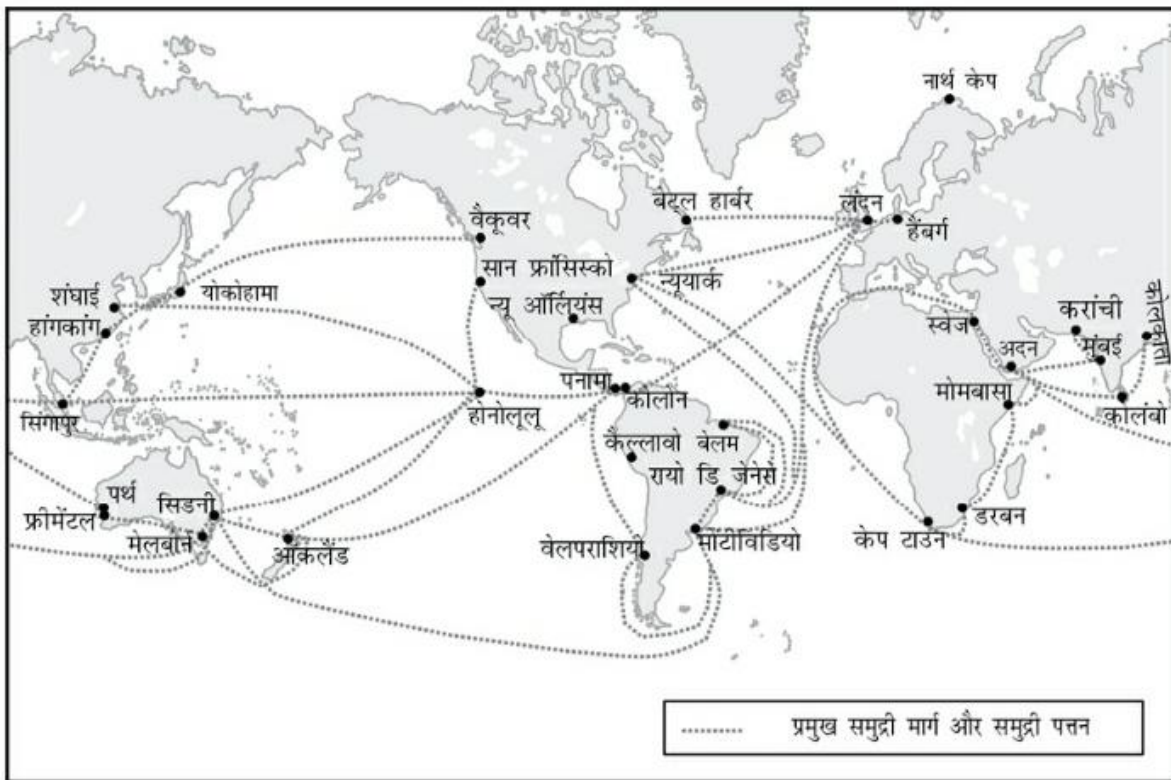 नार्थ केप
बेटल हार्बर
लंदन
हैंबर्ग
वैकूवर
सान फ्रांसिस्को
न्यूयार्क
शंघाई
योकोहामा
हांगकांग
न्यू ऑर्लियंस
स्वेज
करांची
कोलकाता
अदन
मुंबई
पनामा
कोलोन
मोमबासा
कोलंबो
सिंगापुर
होनोलूलू
कैल्लावो
बेलम
रायो डि जेनेरो
पर्थ
सिडनी
फ्रीमेंटल
मेलबोर्न
ऑकलैंड
वेलपराशियो
मोंटीविडियो
केप टाउन
डरबन
प्रमुख समुद्री मार्ग और समुद्री पत्तन